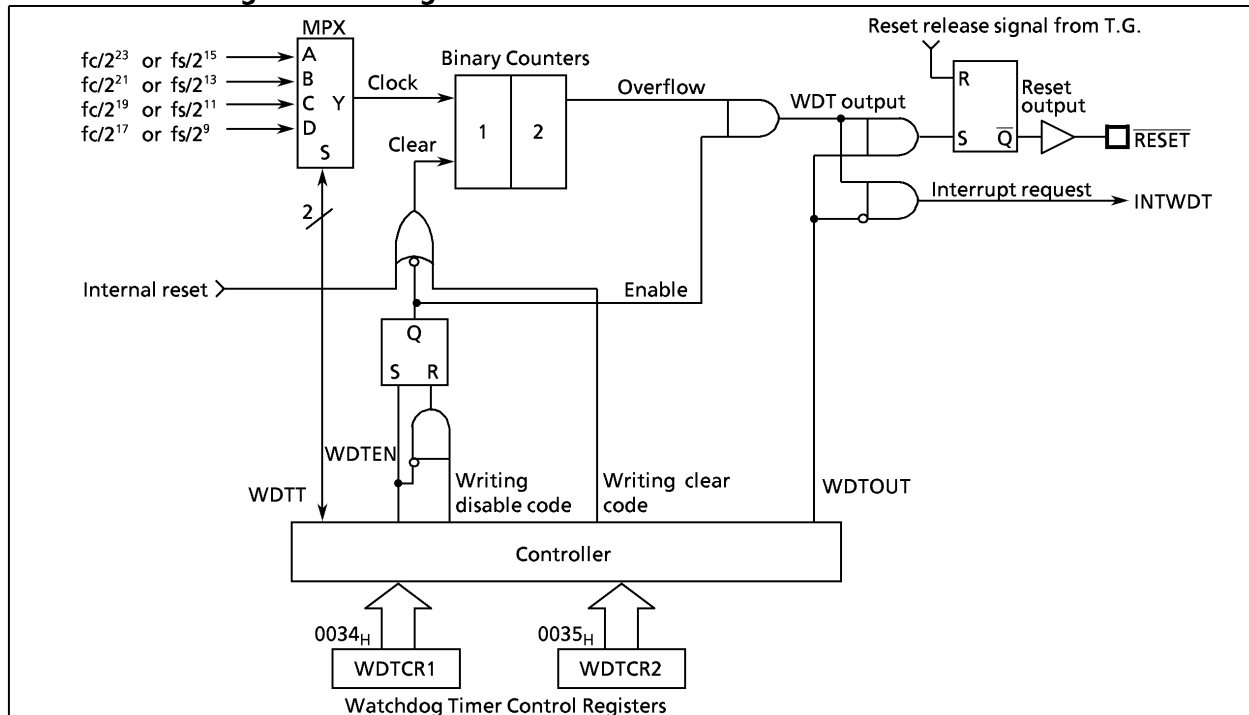 MPX
Reset release signal from T.G.
fc/2²³ or fs/2¹⁵
A
fc/2²¹ or fs/2¹³
B
fc/2¹⁹ or fs/2¹¹
C
fc/2¹⁷ or fs/2⁹
D
Y
S
Clock
Binary Counters
1
2
Overflow
WDT output
R
S
Q̅
Reset
output
R̅E̅S̅E̅T̅
Clear
2
Interrupt request
INTWDT
Internal reset
Enable
Q
S R
WDTEN
WDTT
Writing
disable code
Writing clear
code
WDTOUT
Controller
0034H
0035H
WDTCR1
WDTCR2
Watchdog Timer Control Registers